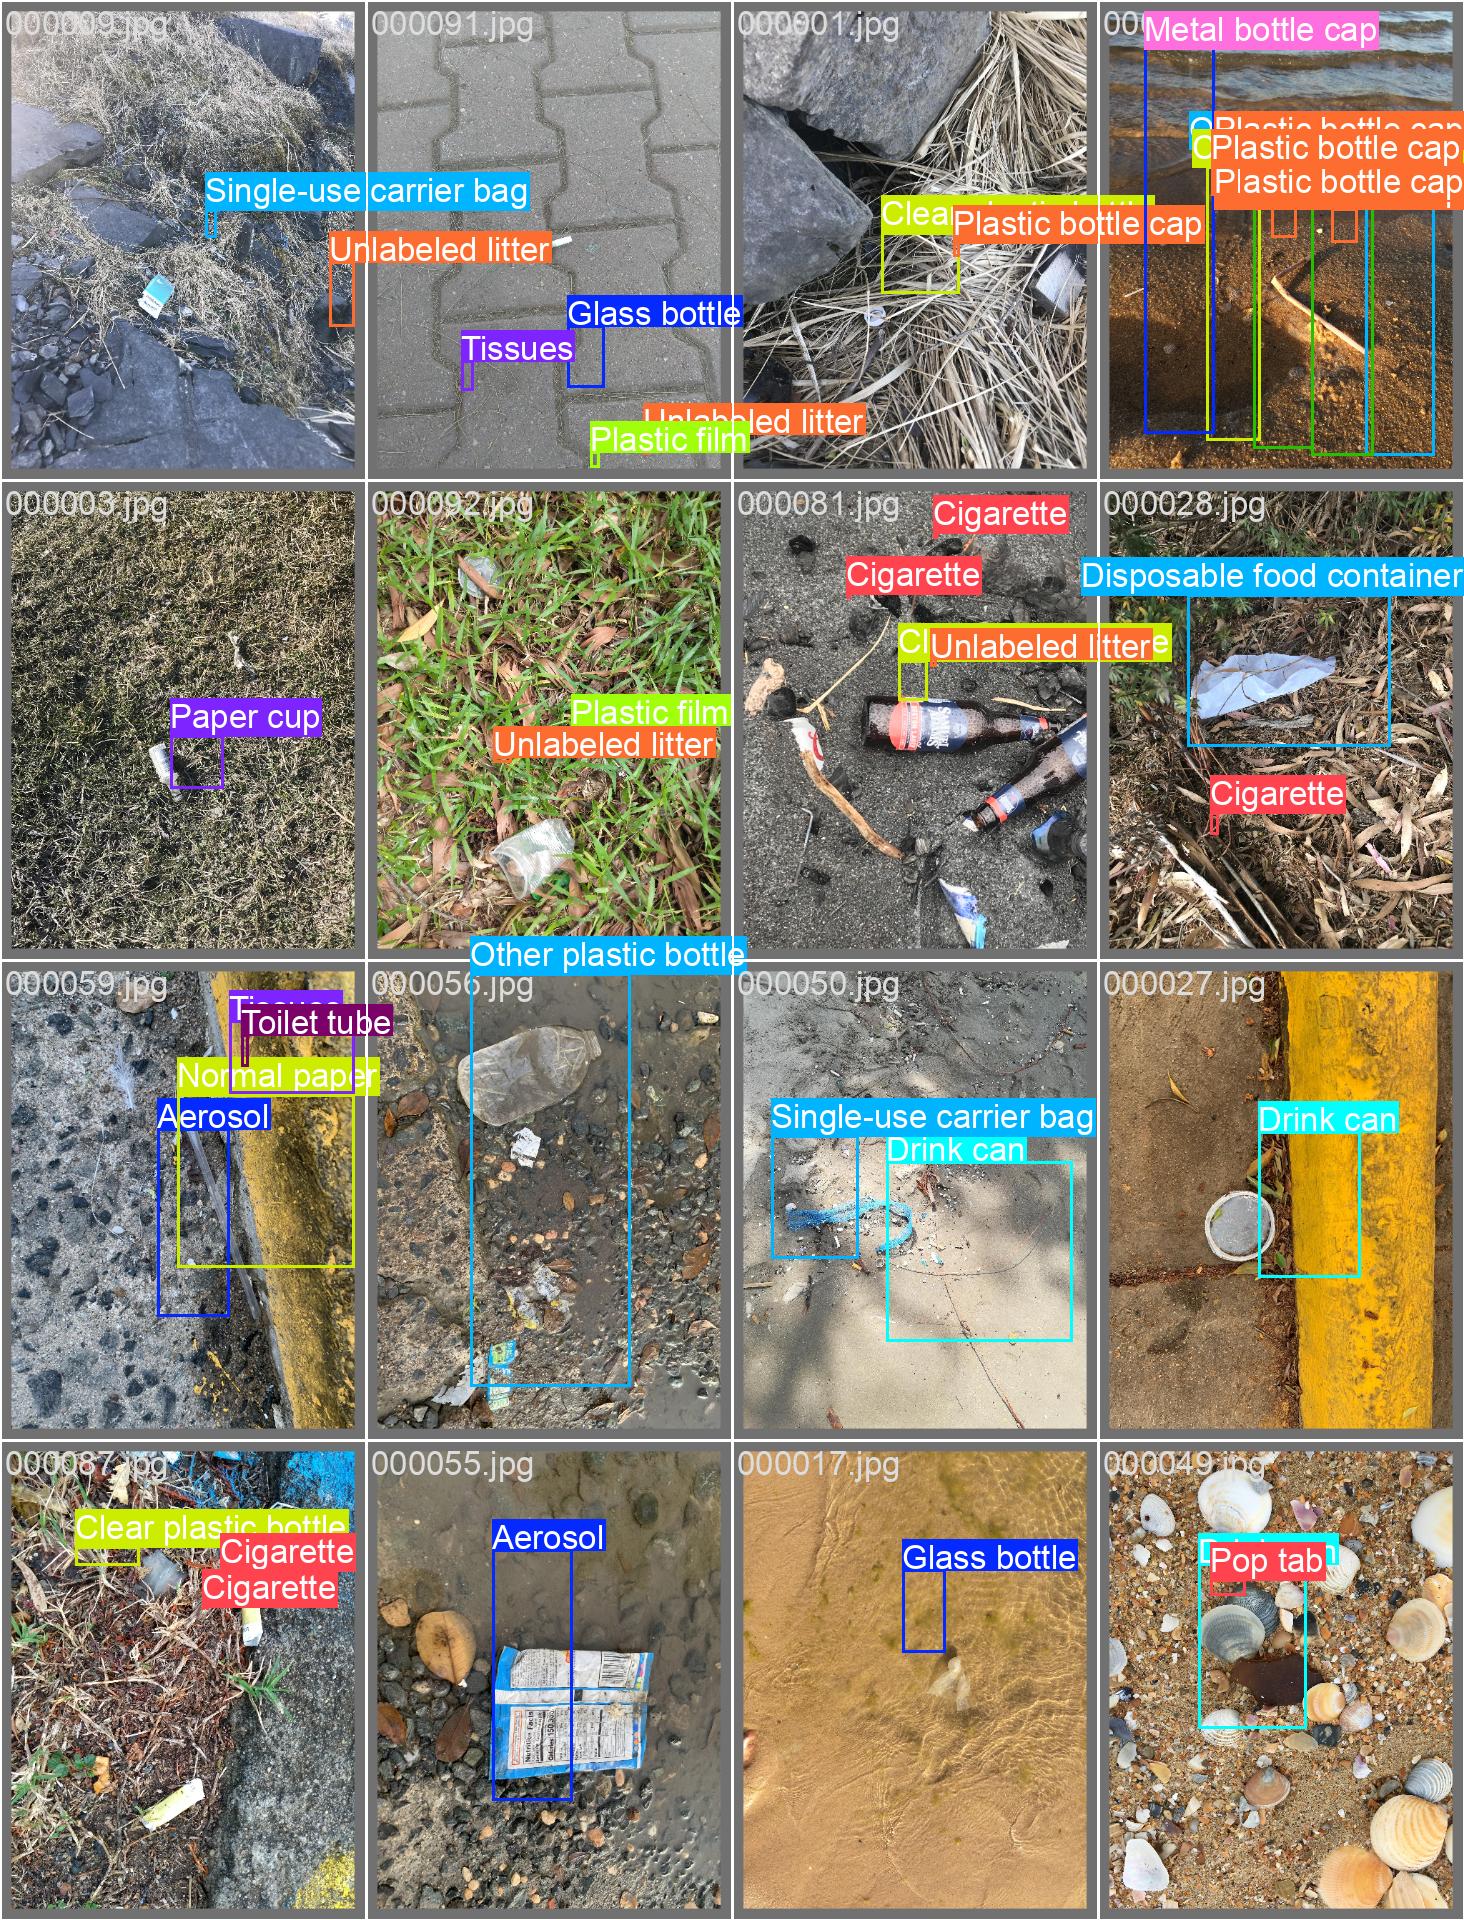 000009.jpg
Single-use carrier bag
Unlabeled litter
000091.jpg
Glass bottle
Tissues
Unlabeled litter
Plastic film
000001.jpg
Plastic bottle cap
Metal bottle cap
Plastic bottle cap
Plastic bottle cap
Plastic bottle cap
000003.jpg
Paper cup
000092.jpg
Plastic film
Unlabeled litter
000081.jpg
Cigarette
Cigarette
Unlabeled litter
000028.jpg
Disposable food container
Cigarette
000059.jpg
Tissues
Toilet tube
Normal paper
Aerosol
000056.jpg
Other plastic bottle
000050.jpg
Single-use carrier bag
Drink can
000027.jpg
Drink can
000087.jpg
Clear plastic bottle
Cigarette
Cigarette
000055.jpg
Aerosol
Nutrition Facts
000017.jpg
Glass bottle
000049.jpg
Pop tab